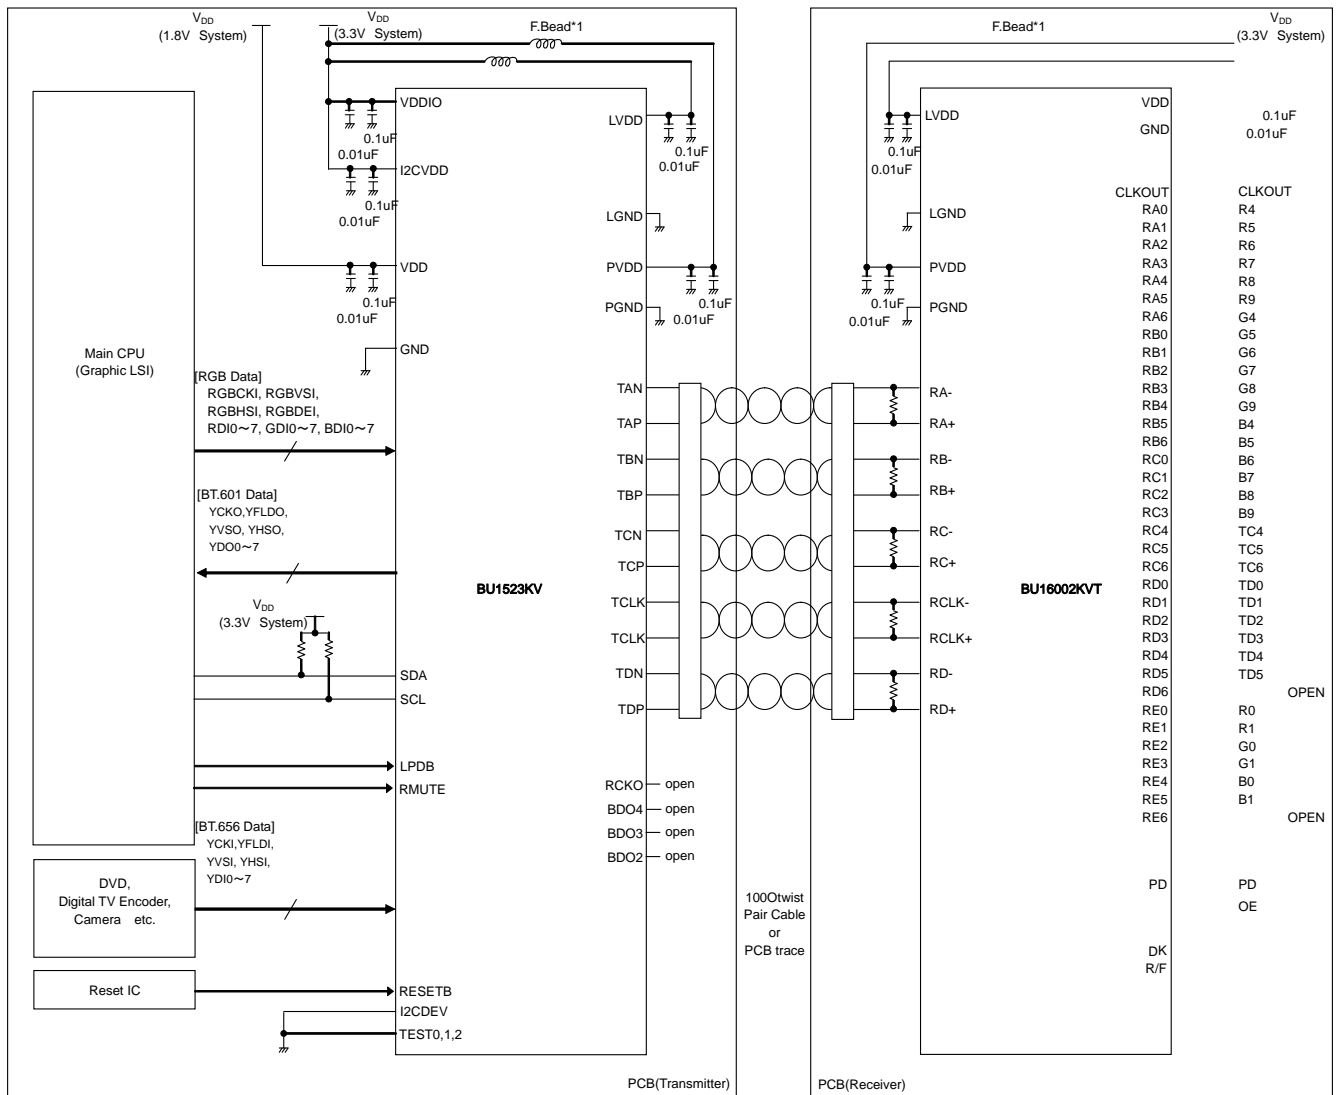 VDD
(1.8V System)
VDD
(3.3V System)
F.Bead*1
F.Bead*1
VDD
(3.3V System)
VDDIO
0.1uF
0.01uF
I2CVDD
0.1uF
0.01uF
VDD
0.1uF
0.01uF
GND
LVDD
0.1uF
0.01uF
LGND
PVDD
0.1uF
0.01uF
PGND
Main CPU
(Graphic LSI)
[RGB Data]
RGBCKI, RGBVSI,
RGBHSI, RGBDEI,
RDI0~7, GDI0~7, BDI0~7
[BT.601 Data]
YCKO,YFLDO,
YVSO, YHSO,
YDO0~7
VDD
(3.3V System)
SDA
SCL
LPDB
RMUTE
[BT.656 Data]
YCKI,YFLDI,
YVSI, YHSI,
YDI0~7
DVD,
Digital TV Encoder,
Camera etc.
Reset IC
RESETB
I2CDEV
TEST0,1,2
BU1523KV
TAN
TAP
TBN
TBP
TCN
TCP
TCLK
TCLK
TDN
TDP
RCKO open
BDO4 open
BDO3 open
BDO2 open
PCB(Transmitter)
100Otwist
Pair Cable
or
PCB trace
PCB(Receiver)
LVDD
0.1uF
0.01uF
LGND
PVDD
0.1uF
0.01uF
PGND
RA-
RA+
RB-
RB+
RC-
RC+
RCLK-
RCLK+
RD-
RD+
BU16002KVT
VDD
GND
0.1uF
0.01uF
CLKOUT CLKOUT
RA0 R4
RA1 R5
RA2 R6
RA3 R7
RA4 R8
RA5 R9
RA6 G4
RB0 G5
RB1 G6
RB2 G7
RB3 G8
RB4 G9
RB5 B4
RB6 B5
RC0 B6
RC1 B7
RC2 B8
RC3 B9
RC4 TC4
RC5 TC5
RC6 TC6
RD0 TD0
RD1 TD1
RD2 TD2
RD3 TD3
RD4 TD4
RD5 TD5
RD6 OPEN
RE0 R0
RE1 R1
RE2 G0
RE3 G1
RE4 B0
RE5 B1
RE6 OPEN
PD PD
OE
DK
R/F